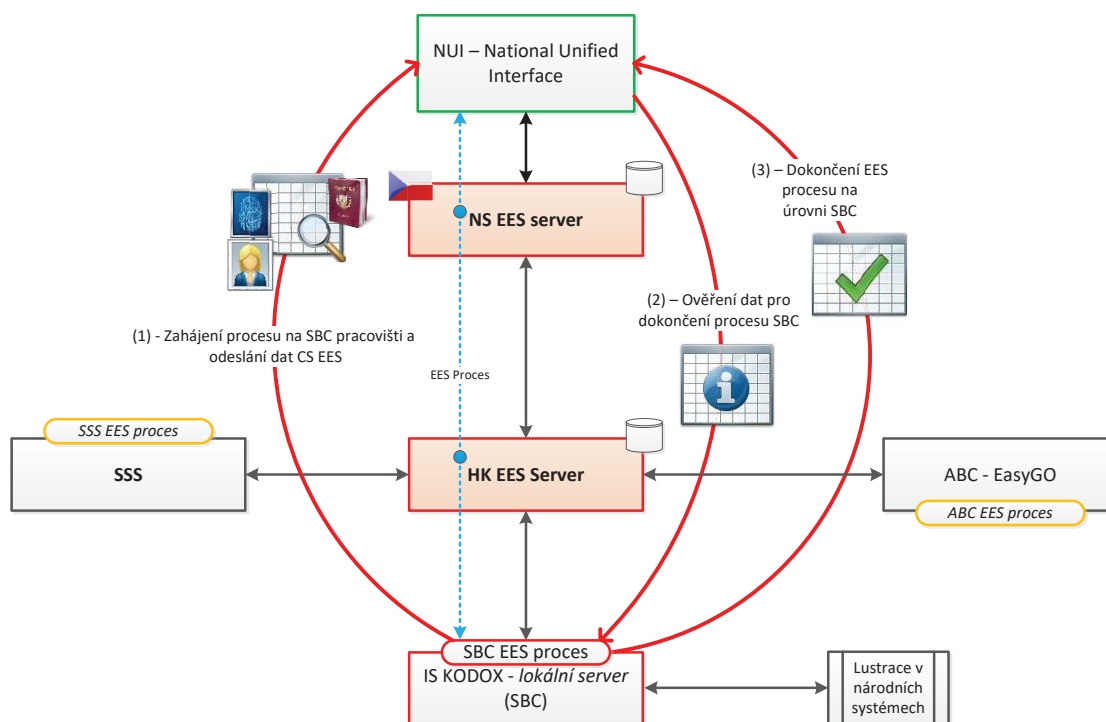 NUI – National Unified
Interface
(3) – Dokončení EES
procesu na
úrovni SBC
NS EES server
(2) – Ověření dat pro
dokončení procesu SBC
(1) - Zahájení procesu na SBC pracovišti a
odeslání dat CS EES
EES Proces
SSS EES proces
SSS
HK EES Server
ABC - EasyGO
ABC EES proces
SBC EES proces
IS KODOX - lokální server
(SBC)
Lustrace v
národních
systémech